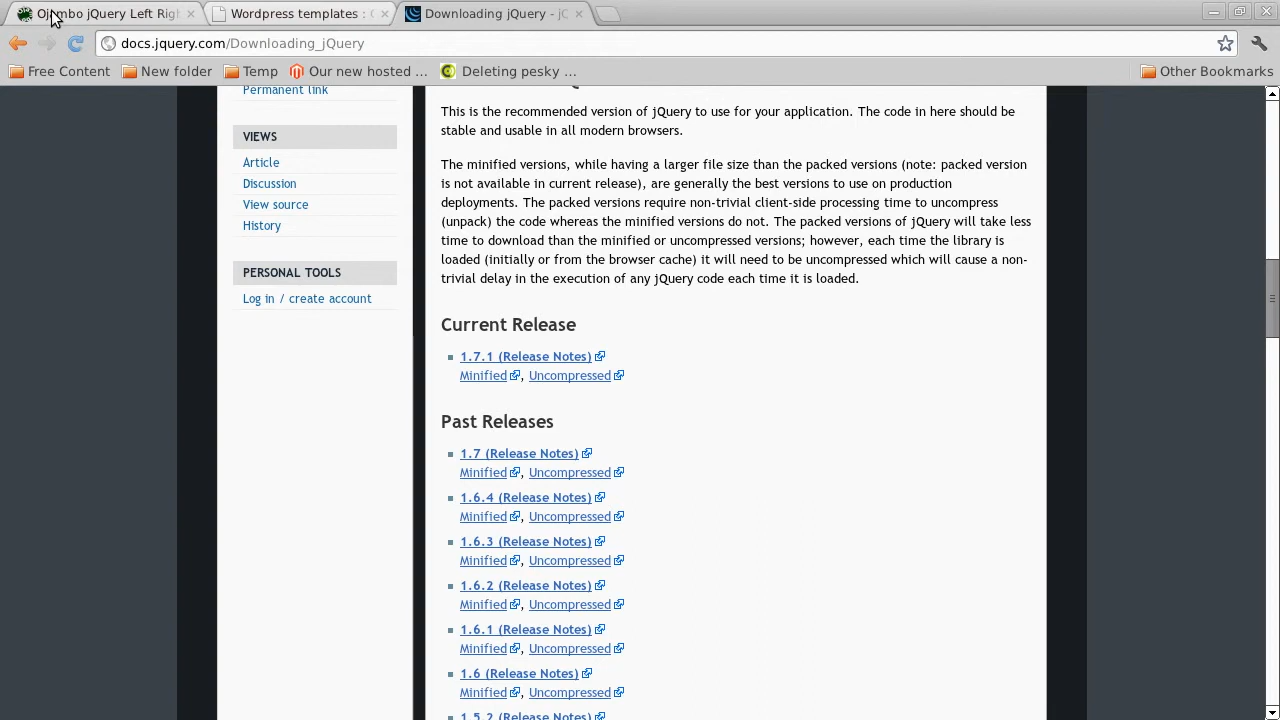 Ojambo jQuery Left Righ
Wordpress templates : C
Downloading jQuery - jC
docs.jquery.com/Downloading_jQuery
Free Content
New folder
Temp
Our new hosted ...
Deleting pesky ...
Other Bookmarks
Permanent link
VIEWS
Article
Discussion
View source
History
PERSONAL TOOLS
Log in / create account
This is the recommended version of jQuery to use for your application. The code in here should be
stable and usable in all modern browsers.
The minified versions, while having a larger file size than the packed versions (note: packed version
is not available in current release), are generally the best versions to use on production
deployments. The packed versions require non-trivial client-side processing time to uncompress
(unpack) the code whereas the minified versions do not. The packed versions of jQuery will take less
time to download than the minified or uncompressed versions; however, each time the library is
loaded (initially or from the browser cache) it will need to be uncompressed which will cause a non-
trivial delay in the execution of any jQuery code each time it is loaded.
Current Release
1.7.1 (Release Notes)
Minified, Uncompressed
Past Releases
1.7 (Release Notes)
Minified, Uncompressed
1.6.4 (Release Notes)
Minified, Uncompressed
1.6.3 (Release Notes)
Minified, Uncompressed
1.6.2 (Release Notes)
Minified, Uncompressed
1.6.1 (Release Notes)
Minified, Uncompressed
1.6 (Release Notes)
Minified, Uncompressed
1.5.2 (Release Notes)